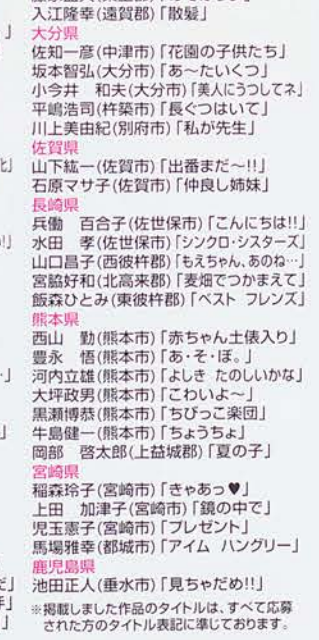 入江隆幸(遠賀郡)「散髪」
大分県
佐知一彦(中津市)「花園の子供たち」
坂本智弘(大分市)「あ〜たいくつ」
小今井　和夫(大分市)「美人にうつしてネ」
平嶋浩司(杵築市)「長ぐつはいて」
川上美由紀(別府市)「私が先生」
佐賀県
山下紘一(佐賀市)「出番まだ〜!!」
石原マサ子(佐賀市)「仲良し姉妹」
長崎県
兵働　百合子(佐世保市)「こんにちは!!」
水田　孝(佐世保市)「シンクロ・シスターズ」
山口昌子(西彼杵郡)「もえちゃん、あのね…」
宮脇好和(北高来郡)「麦畑でつかまえて」
飯森ひとみ(東彼杵郡)「ベスト フレンズ」
熊本県
西山　勤(熊本市)「赤ちゃん土俵入り」
豊永　悟(熊本市)「あ・そ・ぼ。」
河内立雄(熊本市)「よしき たのしいかな」
大坪政男(熊本市)「こわいよ〜」
黒瀬博恭(熊本市)「ちびっこ楽団」
牛島健一(熊本市)「ちょうちょ」
岡部　啓太郎(上益城郡)「夏の子」
宮崎県
稲森玲子(宮崎市)「きゃあっ♥」
上田　加津子(宮崎市)「鏡の中で」
児玉憲子(宮崎市)「プレゼント」
馬場雅幸(都城市)「アイム ハングリー」
鹿児島県
池田正人(垂水市)「見ちゃだめ!!」
※掲載しました作品のタイトルは、すべて応募
された方のタイトル表記に準じております。